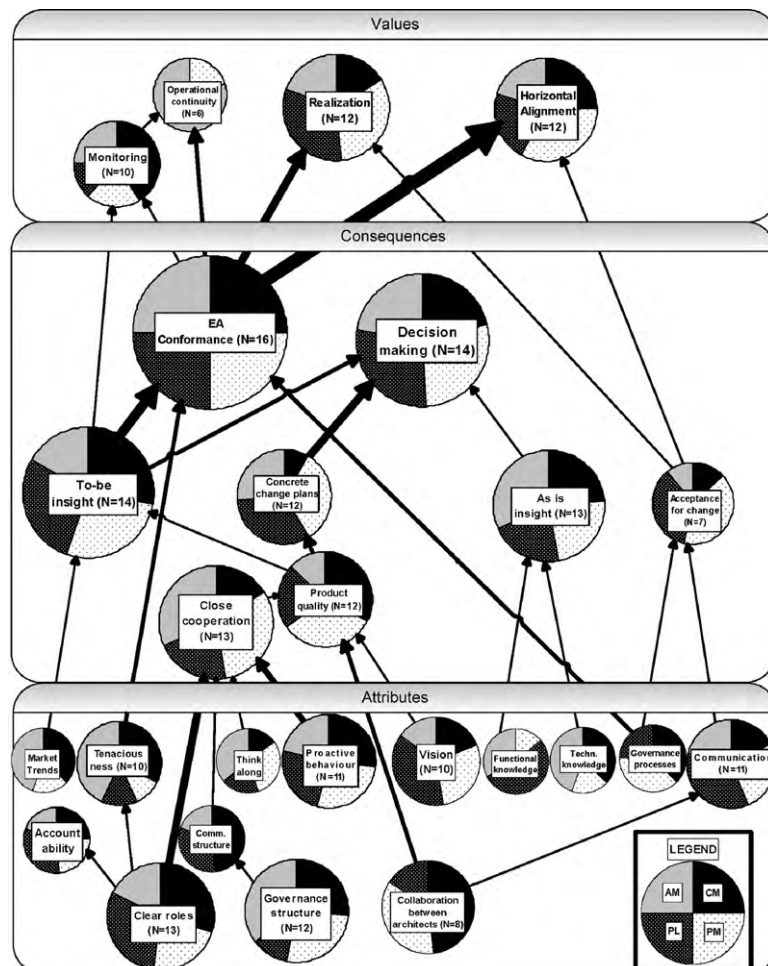 Values
Operational
continuity
(N=6)
Realization
(N=12)
Horizontal
Alignment
(N=12)
Monitoring
(N=10)
Consequences
EA
Conformance (N=16)
Decision
making (N=14)
To-be
insight (N=14)
Concrete
change plans
(N=12)
As is
insight (N=13)
Acceptance
for change
(N=7)
Close
cooperation
(N=13)
Product
quality (N=12)
Attributes
Market
Trends
Tenacious
ness (N=10)
Think
along
Proactive
behaviour
(N=11)
Vision
(N=10)
Functional
knowledge
Techn.
knowledge
Governance
processes
Communication
(N=11)
Account
ability
Comm.
structure
Clear roles
(N=13)
Governance
structure
(N=12)
Collaboration
between
architects (N=8)
LEGEND
AM
CM
PL
PM